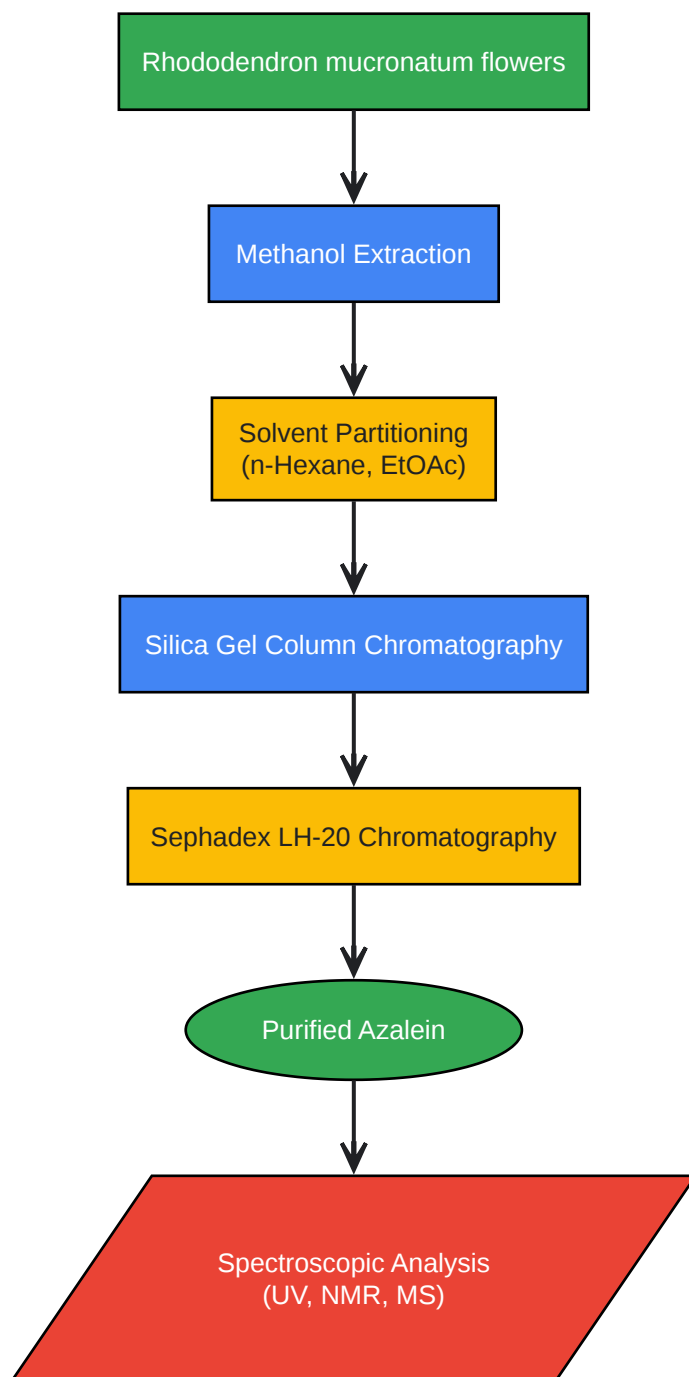 Rhododendron mucronatum flowers
Methanol Extraction
Solvent Partitioning
(n-Hexane, EtOAc)
Silica Gel Column Chromatography
Sephadex LH-20 Chromatography
Purified Azalein
Spectroscopic Analysis
(UV, NMR, MS)